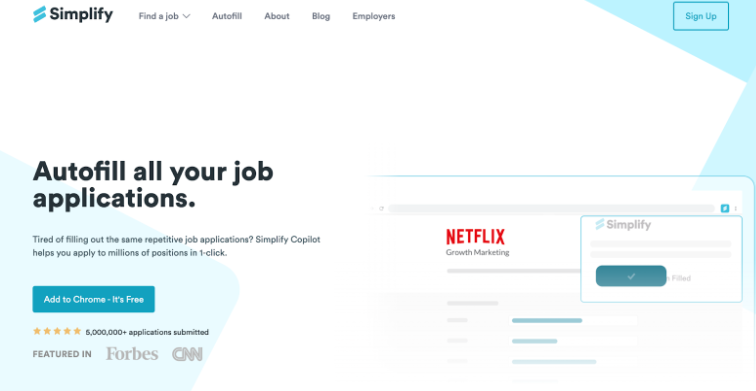 Simplify
Find a job
Autofill
About
Blog
Employers
Sign Up
Autofill all your job
applications.
Tired of filling out the same repetitive job applications? Simplify Copilot
helps you apply to millions of positions in 1-click.
Add to Chrome - It's Free
5,000,000+ applications submitted
FEATURED IN
Forbes
CNN
NETFLIX
Growth Marketing
Simplify
Filled